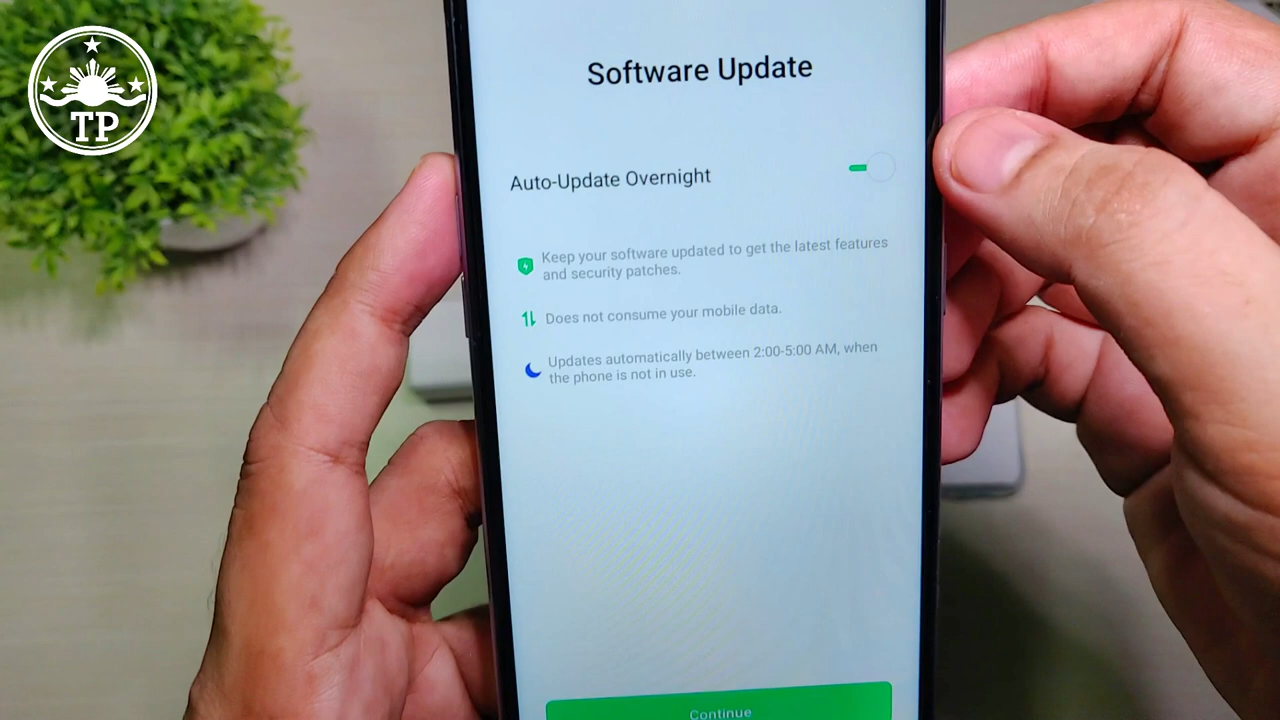 TP
Software Update
Auto-Update Overnight
Keep your software updated to get the latest features
and security patches.
Does not consume your mobile data.
Updates automatically between 2:00-5:00 AM, when
the phone is not in use.
Continue